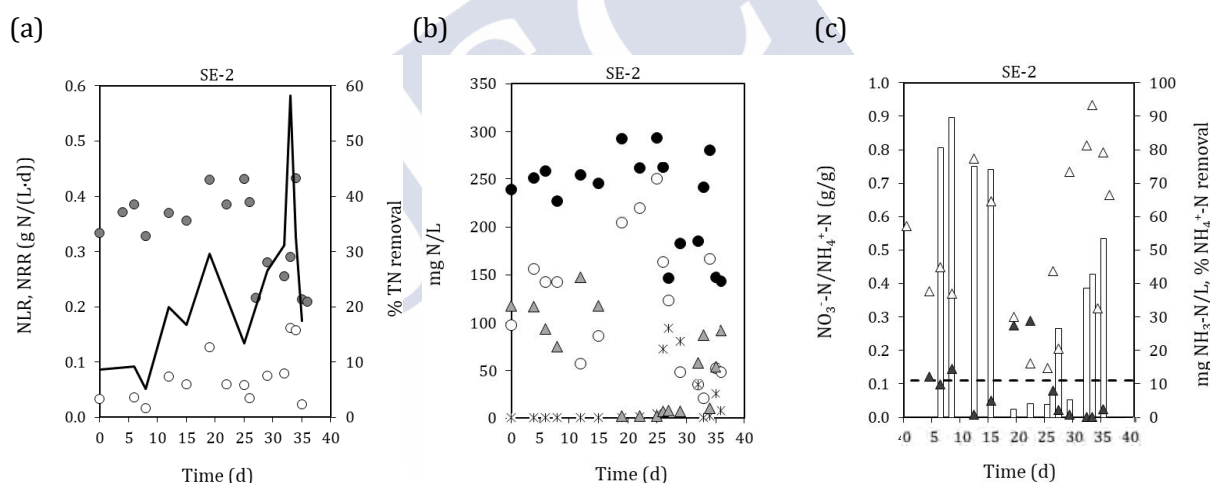 (a)
(b)
(c)
SE-2
NLR, NRR (g N/(L·d))
0.6
0.5
0.4
0.3
0.2
0.1
0.0
60
50
40
30
20
10
0
% TN removal
0 5 10 15 20 25 30 35 40
Time (d)
SE-2
mg N/L
350
300
250
200
150
100
50
0
0 5 10 15 20 25 29 35 40
Time (d)
SE-2
NO₃⁻-N/NH₄⁺-N (g/g)
1.0
0.9
0.8
0.7
0.6
0.5
0.4
0.3
0.2
0.1
0.0
100
90
80
70
60
50
40
30
20
10
0
mg NH₃-N/L, % NH₄⁺-N removal
40 5 10 15 20 25 30 35 40
Time (d)